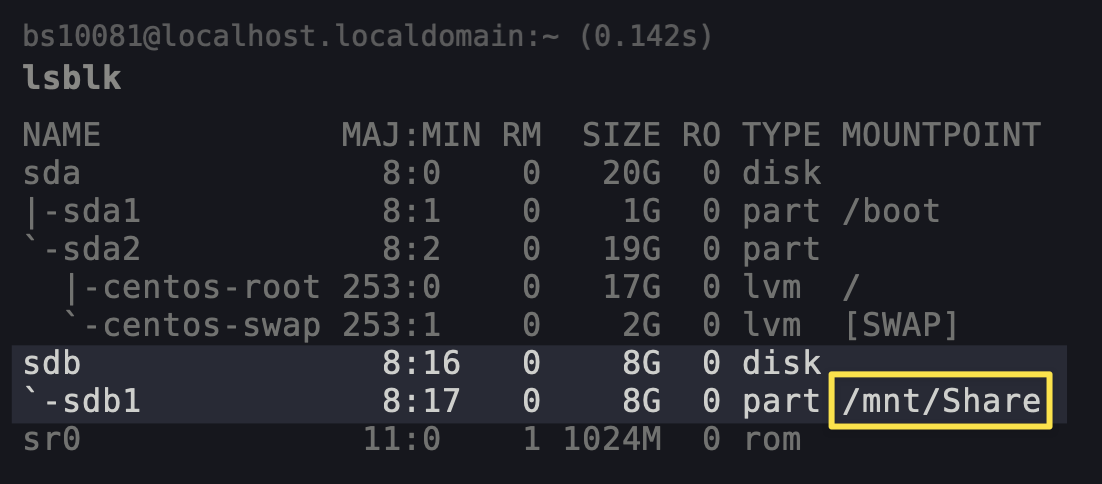 bs10081@localhost.localdomain:~ (0.142s)
lsblk
NAME            MAJ:MIN RM  SIZE RO TYPE MOUNTPOINT
sda               8:0    0   20G  0 disk
|-sda1            8:1    0    1G  0 part /boot
`-sda2            8:2    0   19G  0 part
  |-centos-root 253:0    0   17G  0 lvm  /
  `-centos-swap 253:1    0    2G  0 lvm  [SWAP]
sdb               8:16   0    8G  0 disk
`-sdb1            8:17   0    8G  0 part /mnt/Share
sr0              11:0    1 1024M  0 rom